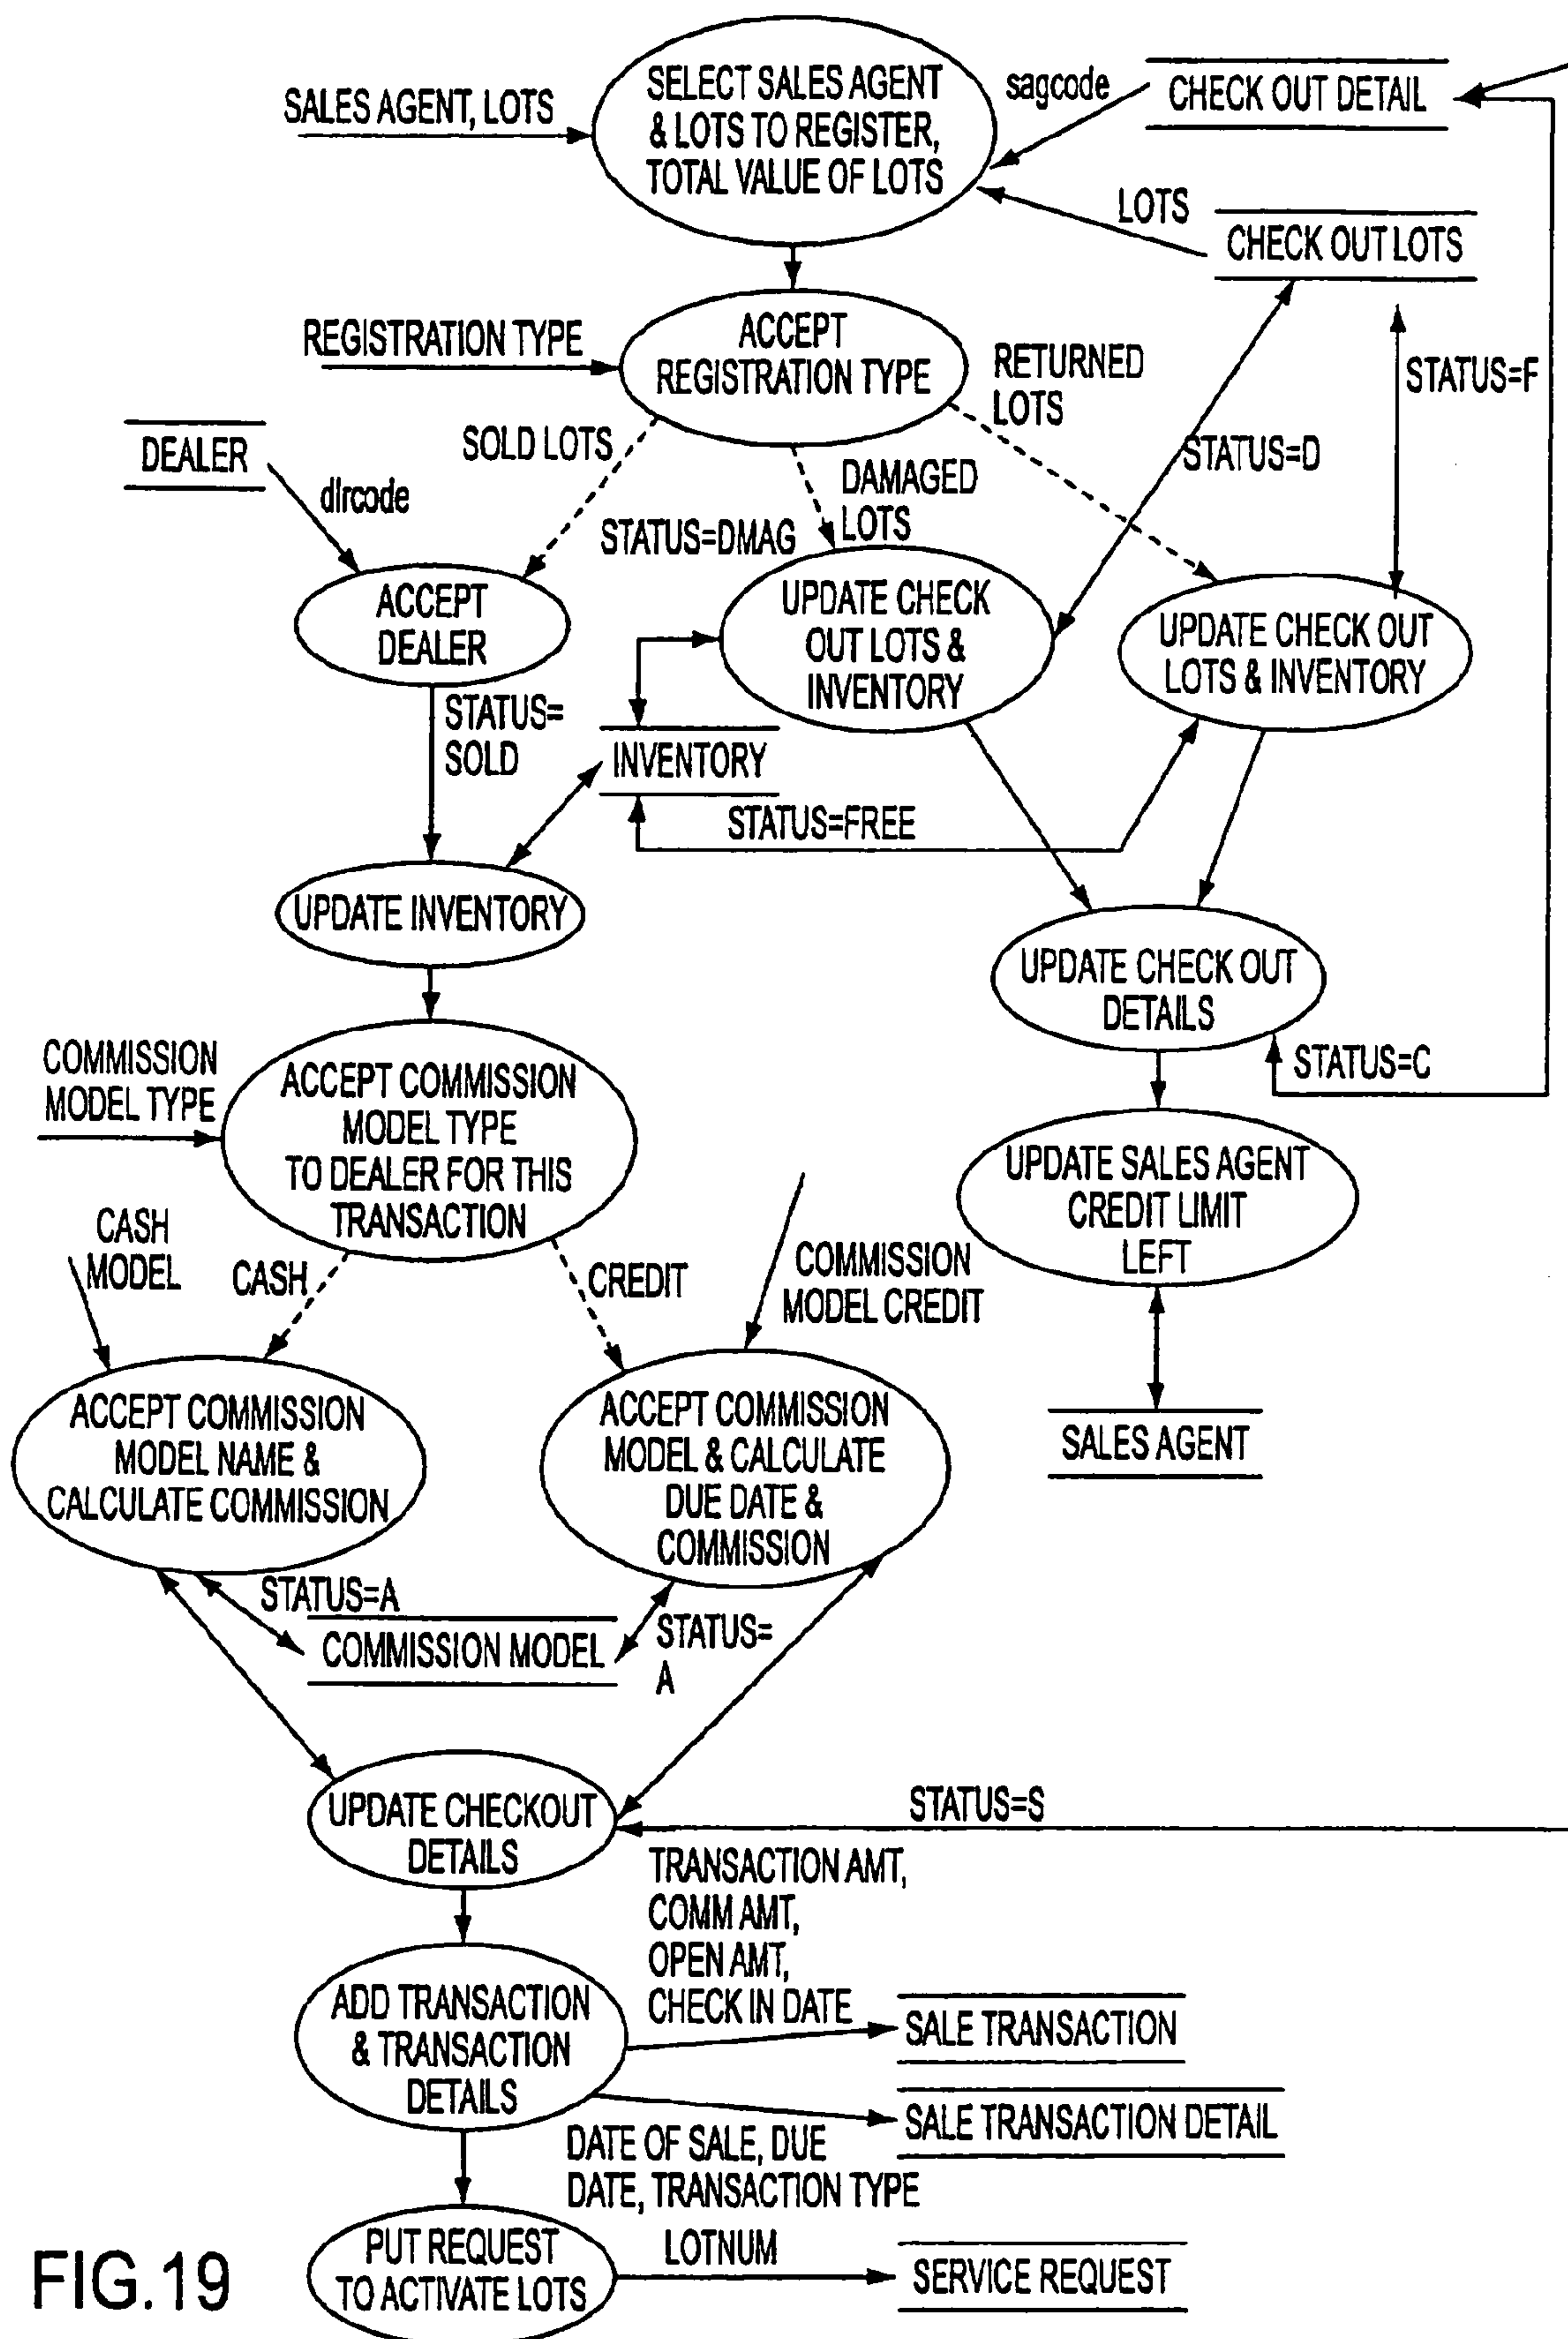 SELECT SALES AGENT
& LOTS TO REGISTER,
TOTAL VALUE OF LOTS
SALES AGENT, LOTS
sagcode
CHECK OUT DETAIL
LOTS
CHECK OUT LOTS
REGISTRATION TYPE
ACCEPT
REGISTRATION TYPE
RETURNED
LOTS
STATUS=F
DEALER
dlrcode
SOLD LOTS
STATUS=D
DAMAGED
LOTS
STATUS=DMAG
ACCEPT
DEALER
UPDATE CHECK
OUT LOTS &
INVENTORY
UPDATE CHECK OUT
LOTS & INVENTORY
STATUS=
SOLD
INVENTORY
STATUS=FREE
UPDATE INVENTORY
UPDATE CHECK OUT
DETAILS
STATUS=C
COMMISSION
MODEL TYPE
ACCEPT COMMISSION
MODEL TYPE
TO DEALER FOR THIS
TRANSACTION
UPDATE SALES AGENT
CREDIT LIMIT
LEFT
CASH
MODEL
CASH
CREDIT
COMMISSION
MODEL CREDIT
ACCEPT COMMISSION
MODEL NAME &
CALCULATE COMMISSION
ACCEPT COMMISSION
MODEL & CALCULATE
DUE DATE &
COMMISSION
SALES AGENT
STATUS=A
COMMISSION MODEL
STATUS=
A
UPDATE CHECKOUT
DETAILS
STATUS=S
TRANSACTION AMT,
COMM AMT,
OPEN AMT,
CHECK IN DATE
ADD TRANSACTION
& TRANSACTION
DETAILS
SALE TRANSACTION
SALE TRANSACTION DETAIL
DATE OF SALE, DUE
DATE, TRANSACTION TYPE
PUT REQUEST
TO ACTIVATE LOTS
LOTNUM
SERVICE REQUEST
FIG.19